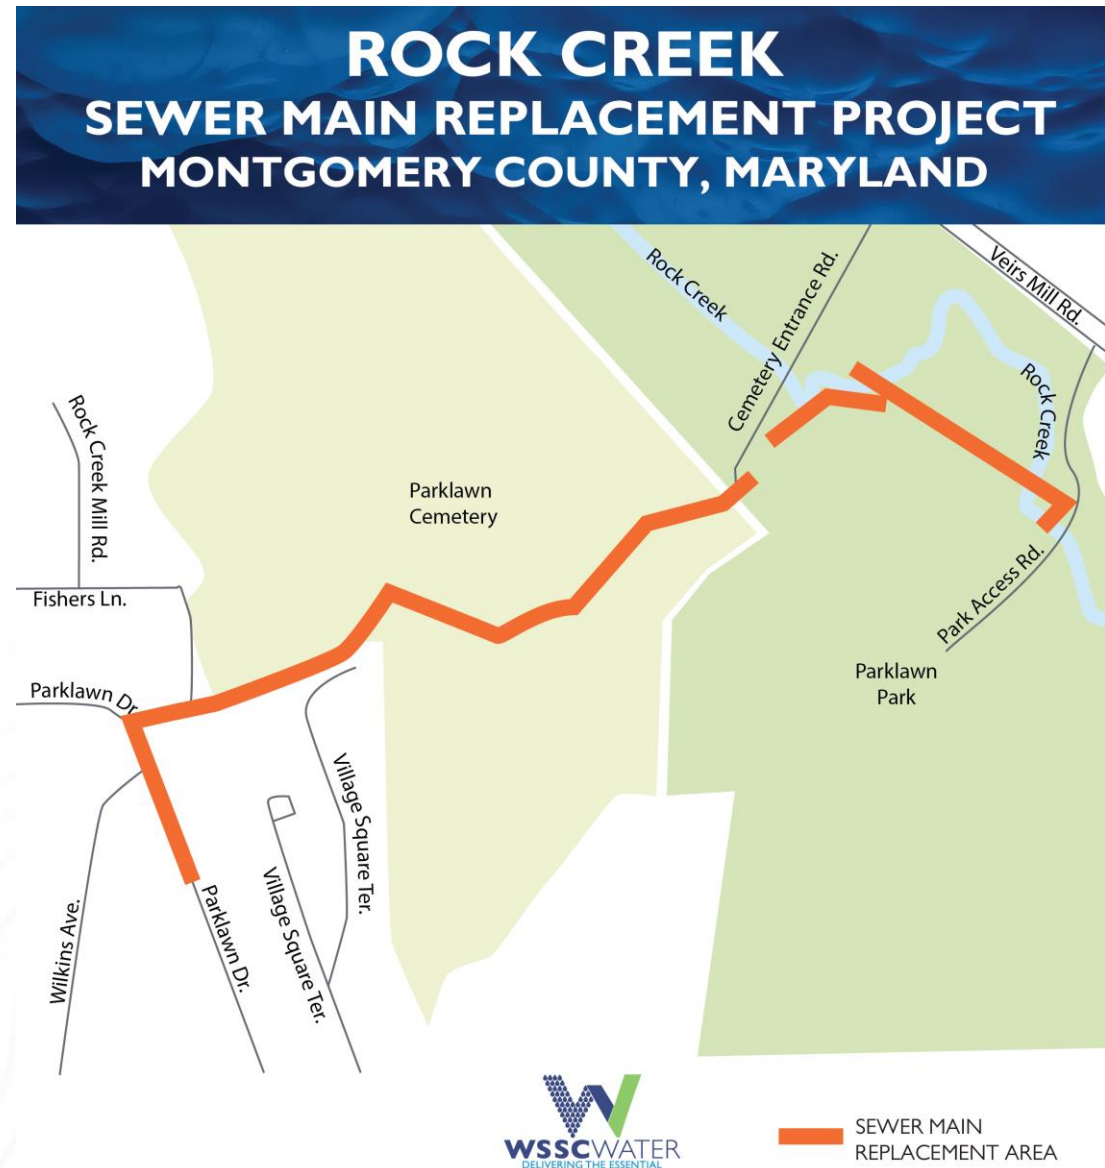 ROCK CREEK
SEWER MAIN REPLACEMENT PROJECT
MONTGOMERY COUNTY, MARYLAND
Rock Creek
Cemetery Entrance Rd.
Veirs Mill Rd.
Rock Creek
Rock Creek Mill Rd.
Parklawn
Cemetery
Fishers Ln.
Park Access Rd.
Parklawn Dr.
Parklawn
Park
Village Square Ter.
Wilkins Ave.
Parklawn Dr.
Village Square Ter.
WSSCWATER
DELIVERING THE ESSENTIAL
SEWER MAIN
REPLACEMENT AREA